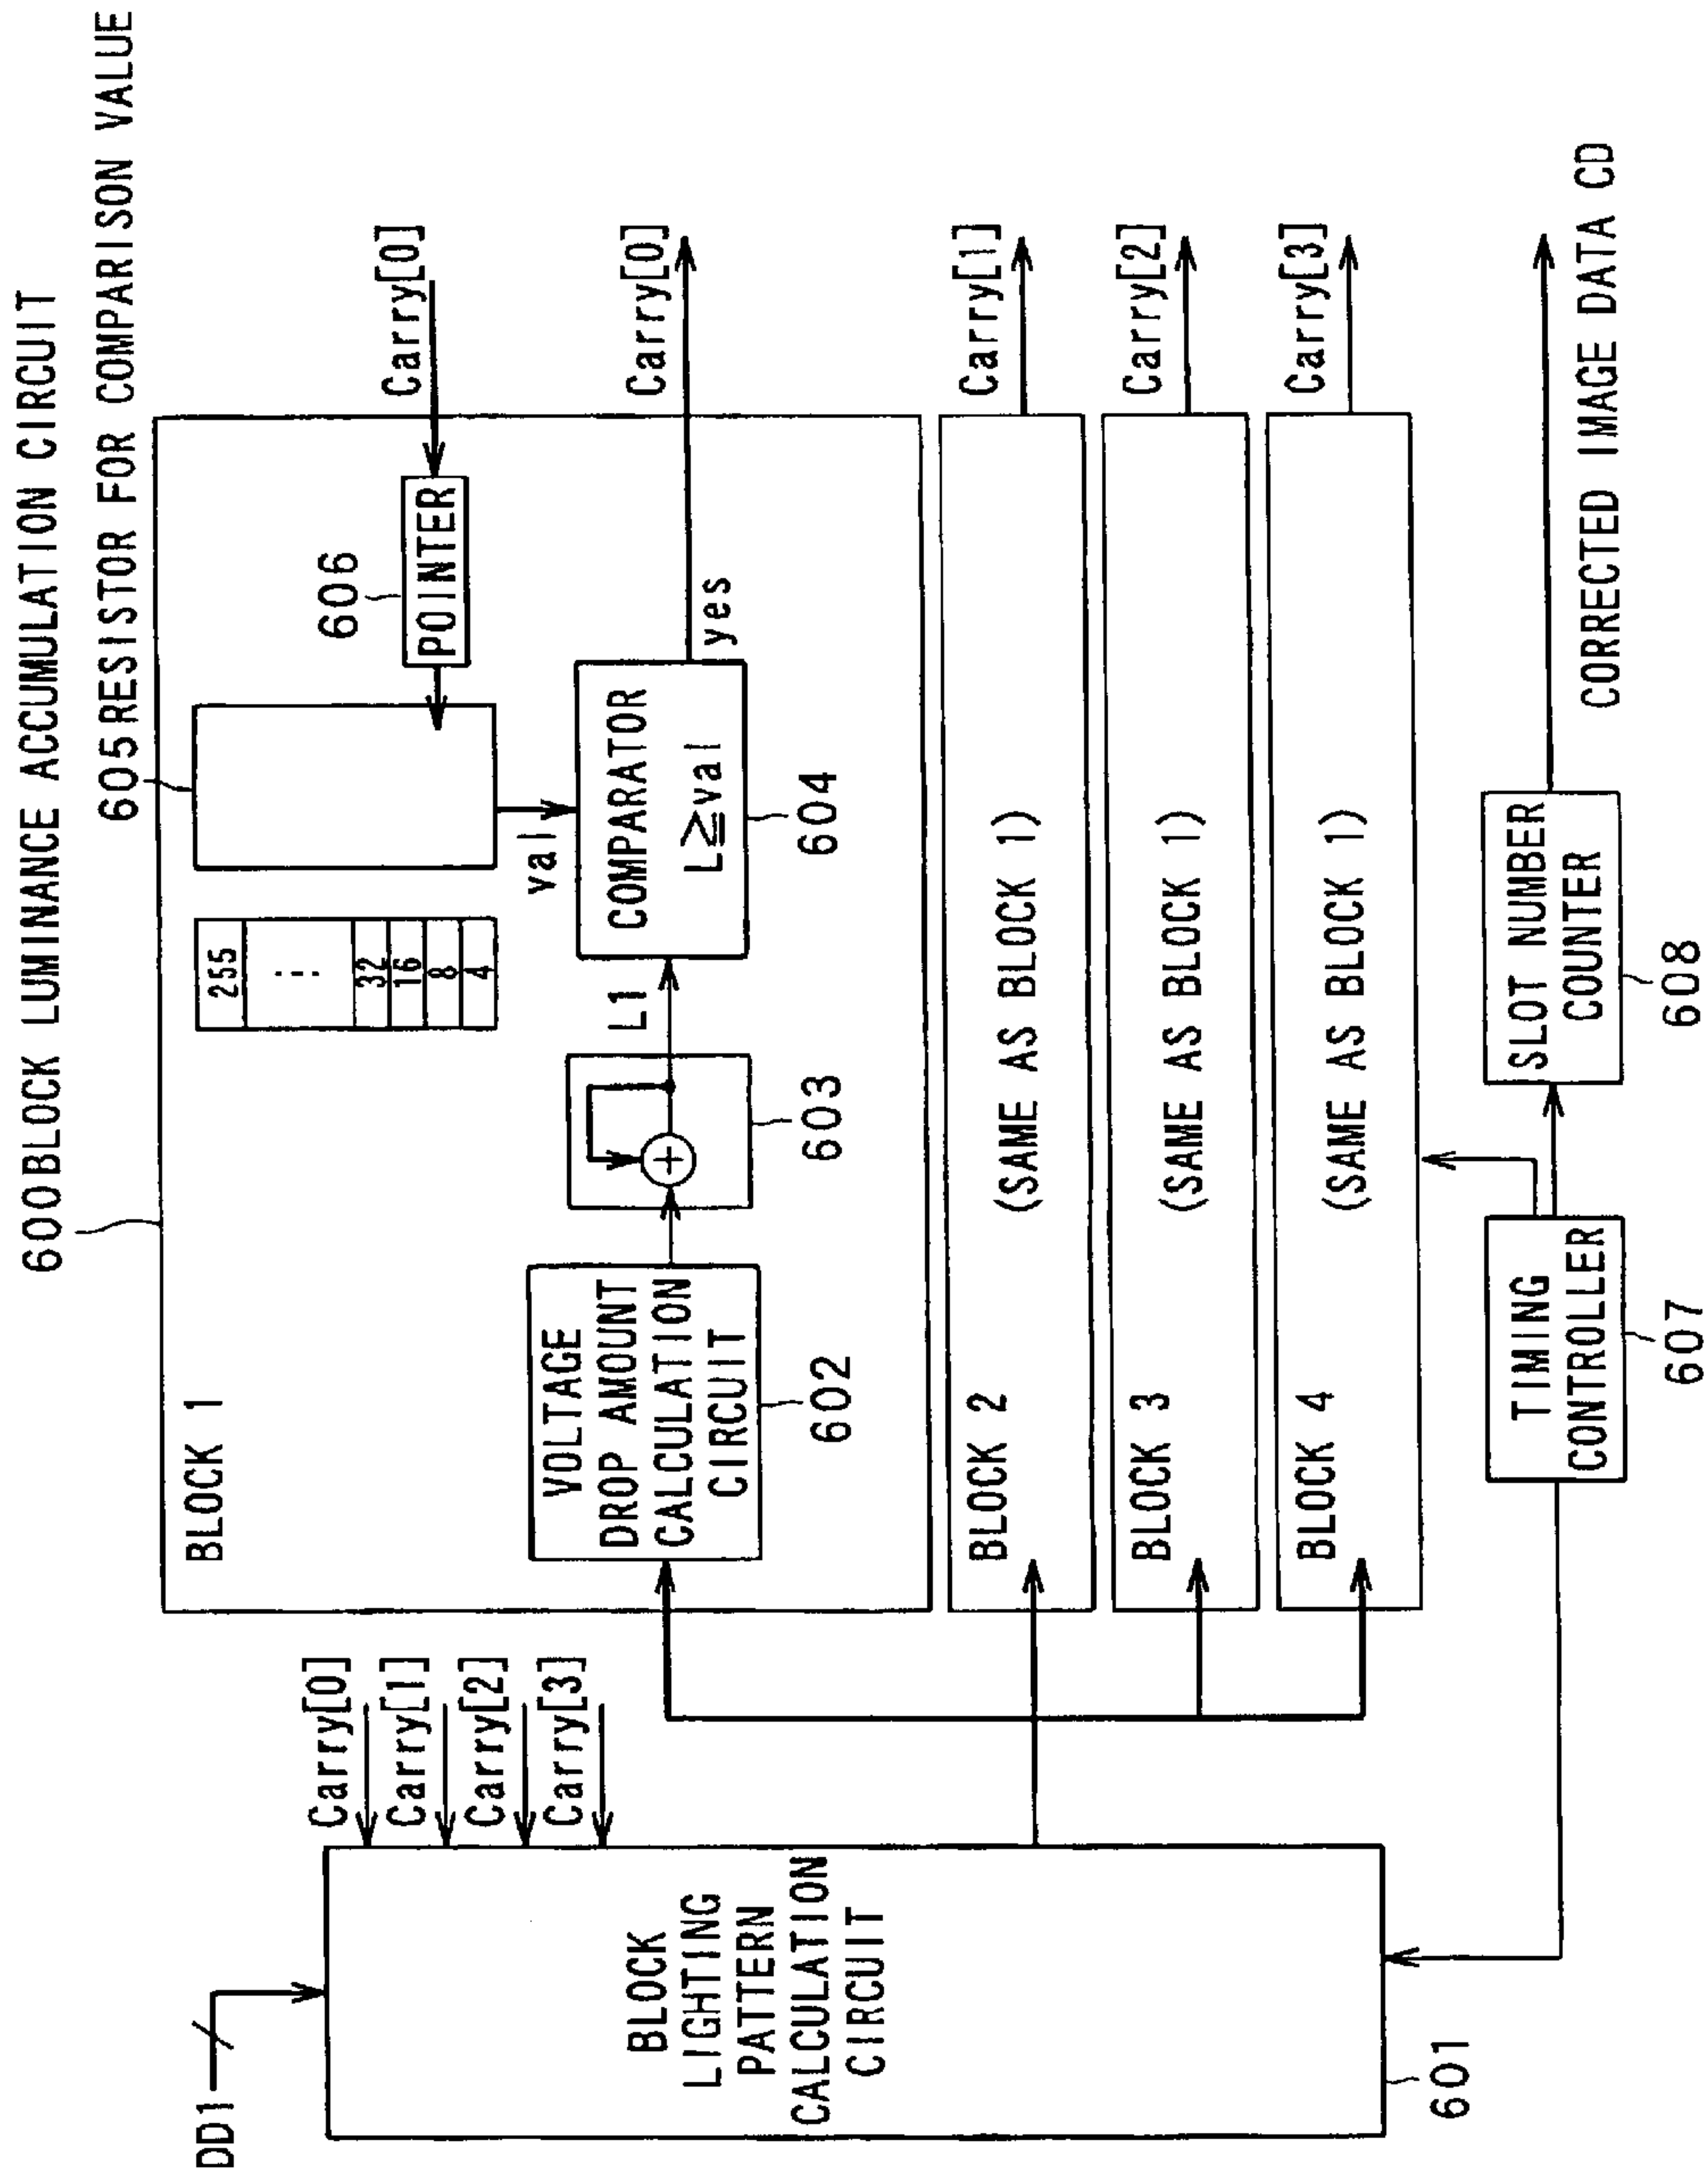 600 BLOCK LUMINANCE ACCUMULATION CIRCUIT
605 RESISTOR FOR COMPARISON VALUE
BLOCK 1
255
⋮
32
16
8
4
606
POINTER
Carry[0]
val
VOLTAGE
DROP AMOUNT
CALCULATION
CIRCUIT
602
603
L1
COMPARATOR
L≧val
604
yes
Carry[0]
DD1
Carry[0]
Carry[1]
Carry[2]
Carry[3]
BLOCK
LIGHTING
PATTERN
CALCULATION
CIRCUIT
601
BLOCK 2 (SAME AS BLOCK 1)
Carry[1]
BLOCK 3 (SAME AS BLOCK 1)
Carry[2]
BLOCK 4 (SAME AS BLOCK 1)
Carry[3]
TIMING
CONTROLLER
607
SLOT NUMBER
COUNTER
608
CORRECTED IMAGE DATA CD